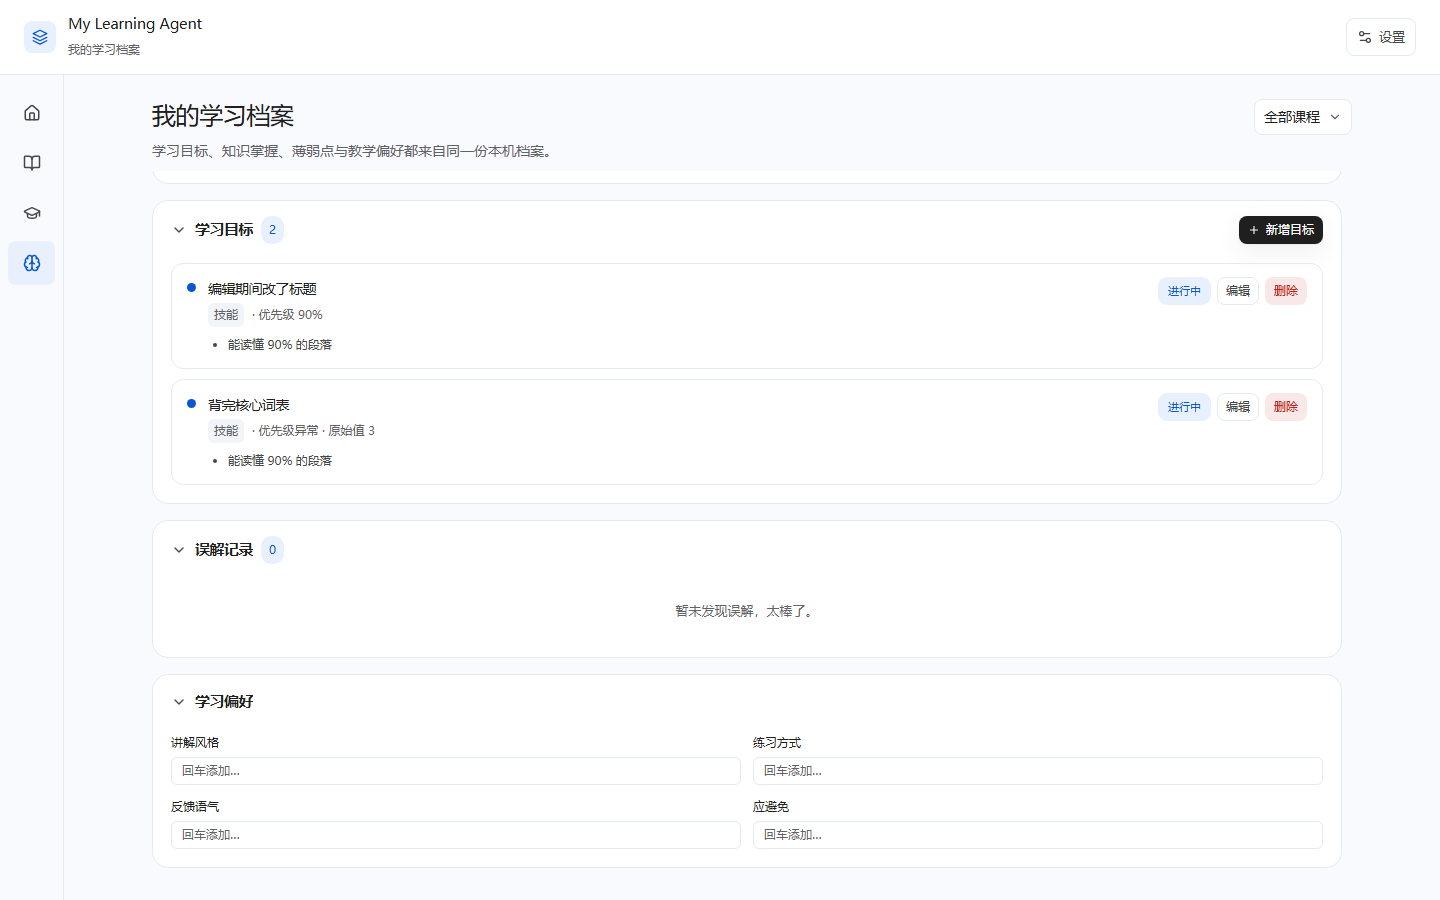 My Learning Agent
我的学习档案
设置
我的学习档案
全部课程
学习目标、知识掌握、薄弱点与教学偏好都来自同一份本机档案。
学习目标 2
+ 新增目标
编辑期间改了标题
进行中 编辑 删除
技能 · 优先级 90%
• 能读懂 90% 的段落
背完核心词表
进行中 编辑 删除
技能 · 优先级异常 · 原始值 3
• 能读懂 90% 的段落
误解记录 0
暂未发现误解，太棒了。
学习偏好
讲解风格
练习方式
回车添加...
回车添加...
反馈语气
应避免
回车添加...
回车添加...